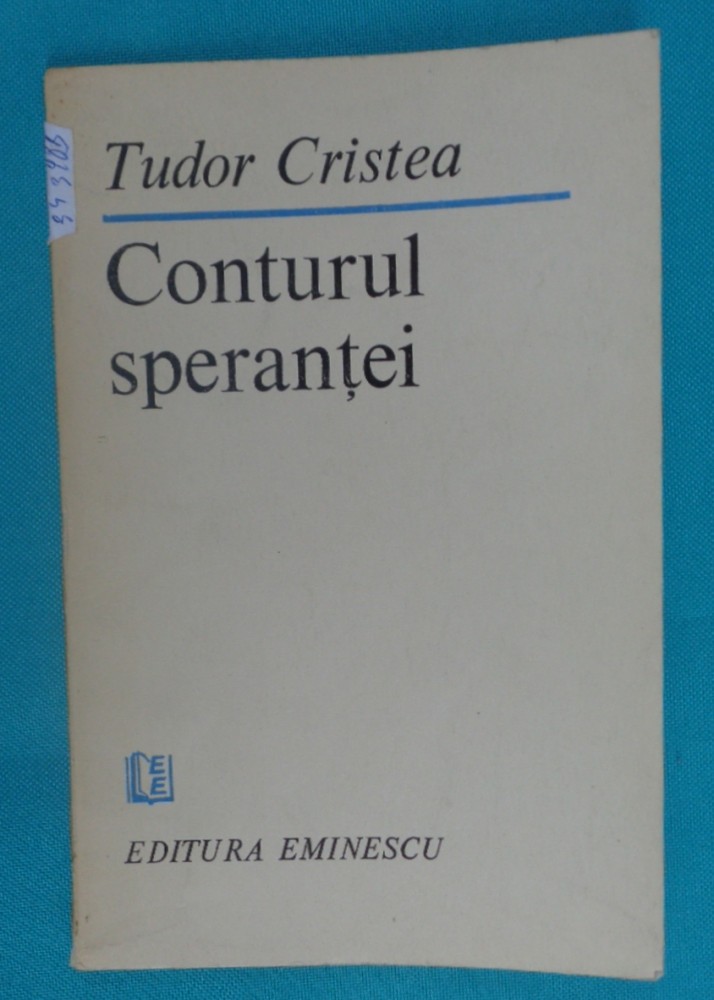 Tudor Cristea
Conturul
speranței
E
E
EDITURA EMINESCU